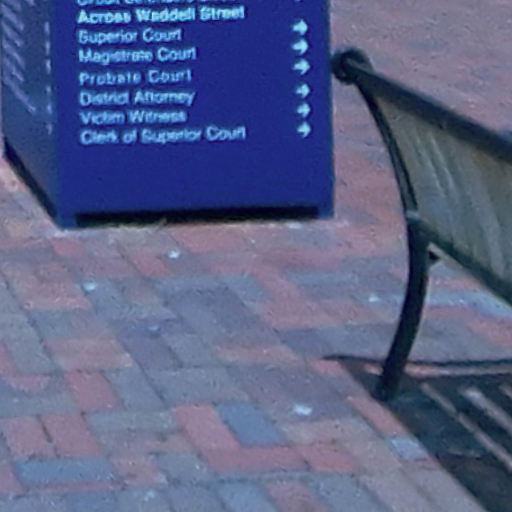 Across Waddell Street
Superior Court →
Magistrate Court →
Probate Court →
District Attorney →
Victim Witness →
Clerk of Superior Court →